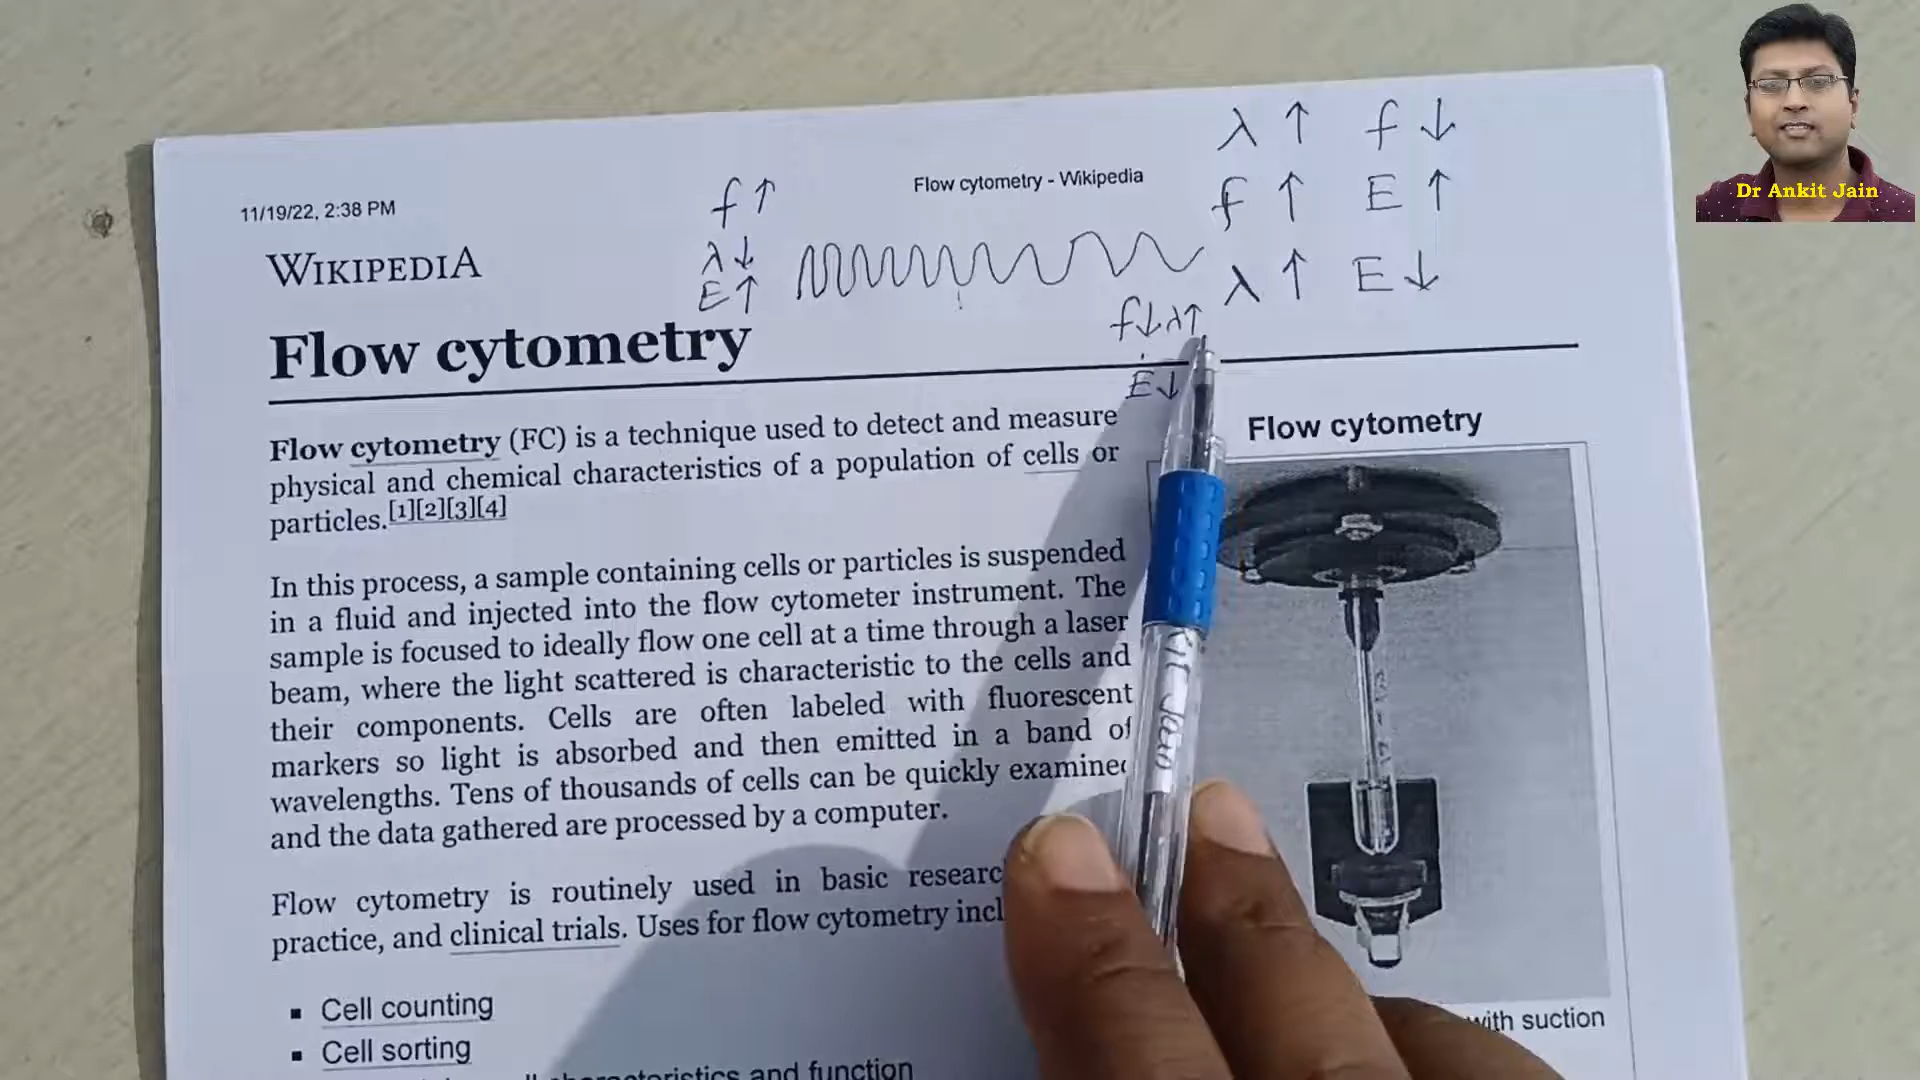 Dr Ankit Jain
λ ↑ f ↓
f ↑ E ↑
λ ↑ E ↓
11/19/22, 2:38 PM
Flow cytometry - Wikipedia
f ↑
λ ↓
E ↑
f↓ λ↑
E↓
WIKIPEDIA
Flow cytometry
Flow cytometry (FC) is a technique used to detect and measure
physical and chemical characteristics of a population of cells or
particles.[1][2][3][4]
In this process, a sample containing cells or particles is suspended
in a fluid and injected into the flow cytometer instrument. The
sample is focused to ideally flow one cell at a time through a laser
beam, where the light scattered is characteristic to the cells and
their components. Cells are often labeled with fluorescent
markers so light is absorbed and then emitted in a band of
wavelengths. Tens of thousands of cells can be quickly examined
and the data gathered are processed by a computer.
Flow cytometry is routinely used in basic
practice, and clinical trials. Uses for flow cytometry
▪ Cell counting
▪ Cell sorting
and function
Flow cytometry
with suction